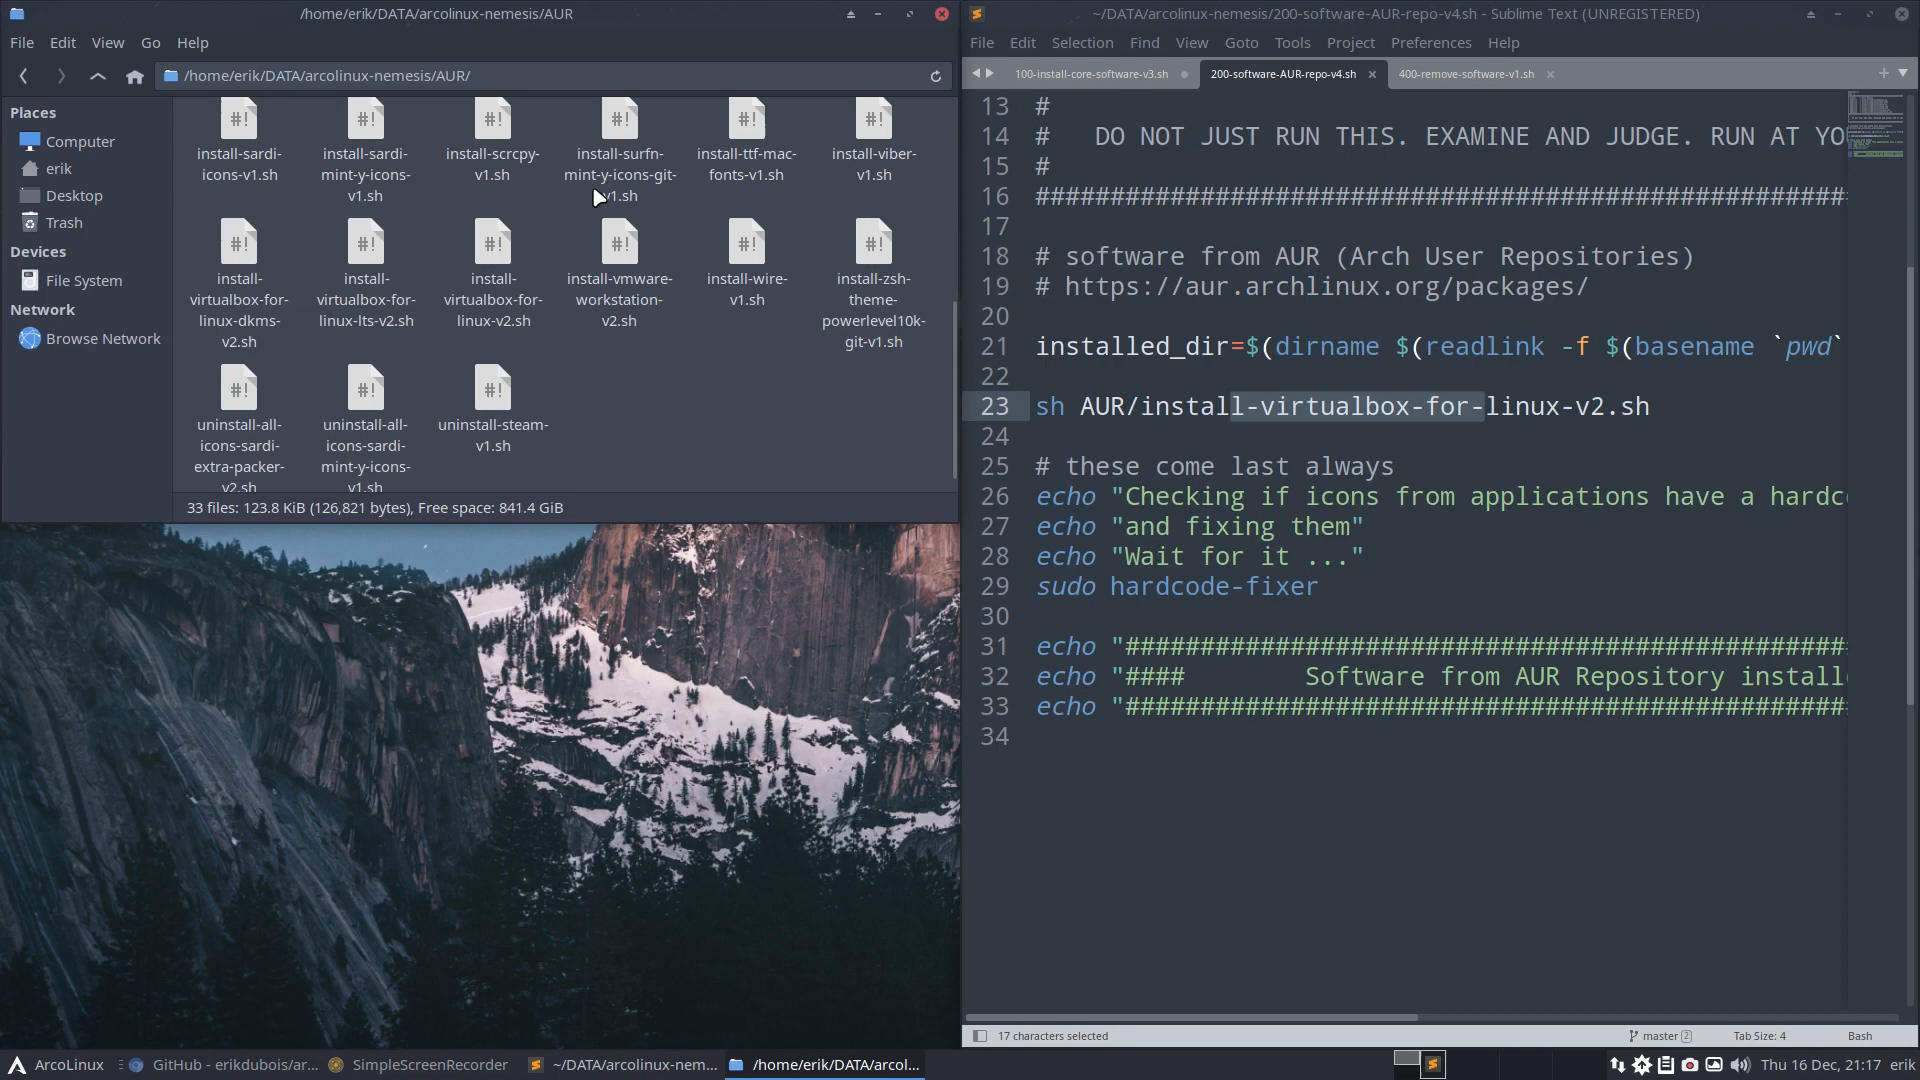 /home/erik/DATA/arcolinux-nemesis/AUR
File Edit View Go Help
/home/erik/DATA/arcolinux-nemesis/AUR/
Places
Computer
erik
Desktop
Trash
Devices
File System
Network
Browse Network
install-sardi-
icons-v1.sh
install-sardi-
mint-y-icons-
v1.sh
install-scrcpy-
v1.sh
install-surfn-
mint-y-icons-git-
v1.sh
install-ttf-mac-
fonts-v1.sh
install-viber-
v1.sh
install-
virtualbox-for-
linux-dkms-
v2.sh
install-
virtualbox-for-
linux-lts-v2.sh
install-
virtualbox-for-
linux-v2.sh
install-vmware-
workstation-
v2.sh
install-wire-
v1.sh
install-zsh-
theme-
powerlevel10k-
git-v1.sh
uninstall-all-
icons-sardi-
extra-packer-
v2.sh
uninstall-all-
icons-sardi-
mint-y-icons-
v1.sh
uninstall-steam-
v1.sh
33 files: 123.8 KiB (126,821 bytes), Free space: 841.4 GiB
~/DATA/arcolinux-nemesis/200-software-AUR-repo-v4.sh - Sublime Text (UNREGISTERED)
File Edit Selection Find View Goto Tools Project Preferences Help
100-install-core-software-v3.sh 200-software-AUR-repo-v4.sh 400-remove-software-v1.sh
13 #
14 #   DO NOT JUST RUN THIS. EXAMINE AND JUDGE. RUN AT YO
15 #
16 ######################################################
17
18 # software from AUR (Arch User Repositories)
19 # https://aur.archlinux.org/packages/
20
21 installed_dir=$(dirname $(readlink -f $(basename `pwd`
22
23 sh AUR/install-virtualbox-for-linux-v2.sh
24
25 # these come last always
26 echo "Checking if icons from applications have a hardc
27 echo "and fixing them"
28 echo "Wait for it ..."
29 sudo hardcode-fixer
30
31 echo "################################################
32 echo "####        Software from AUR Repository install
33 echo "################################################
34
17 characters selected
master 2
Tab Size: 4
Bash
ArcoLinux
GitHub - erikdubois/ar...
SimpleScreenRecorder
~/DATA/arcolinux-nem...
/home/erik/DATA/arcol...
Thu 16 Dec, 21:17 erik